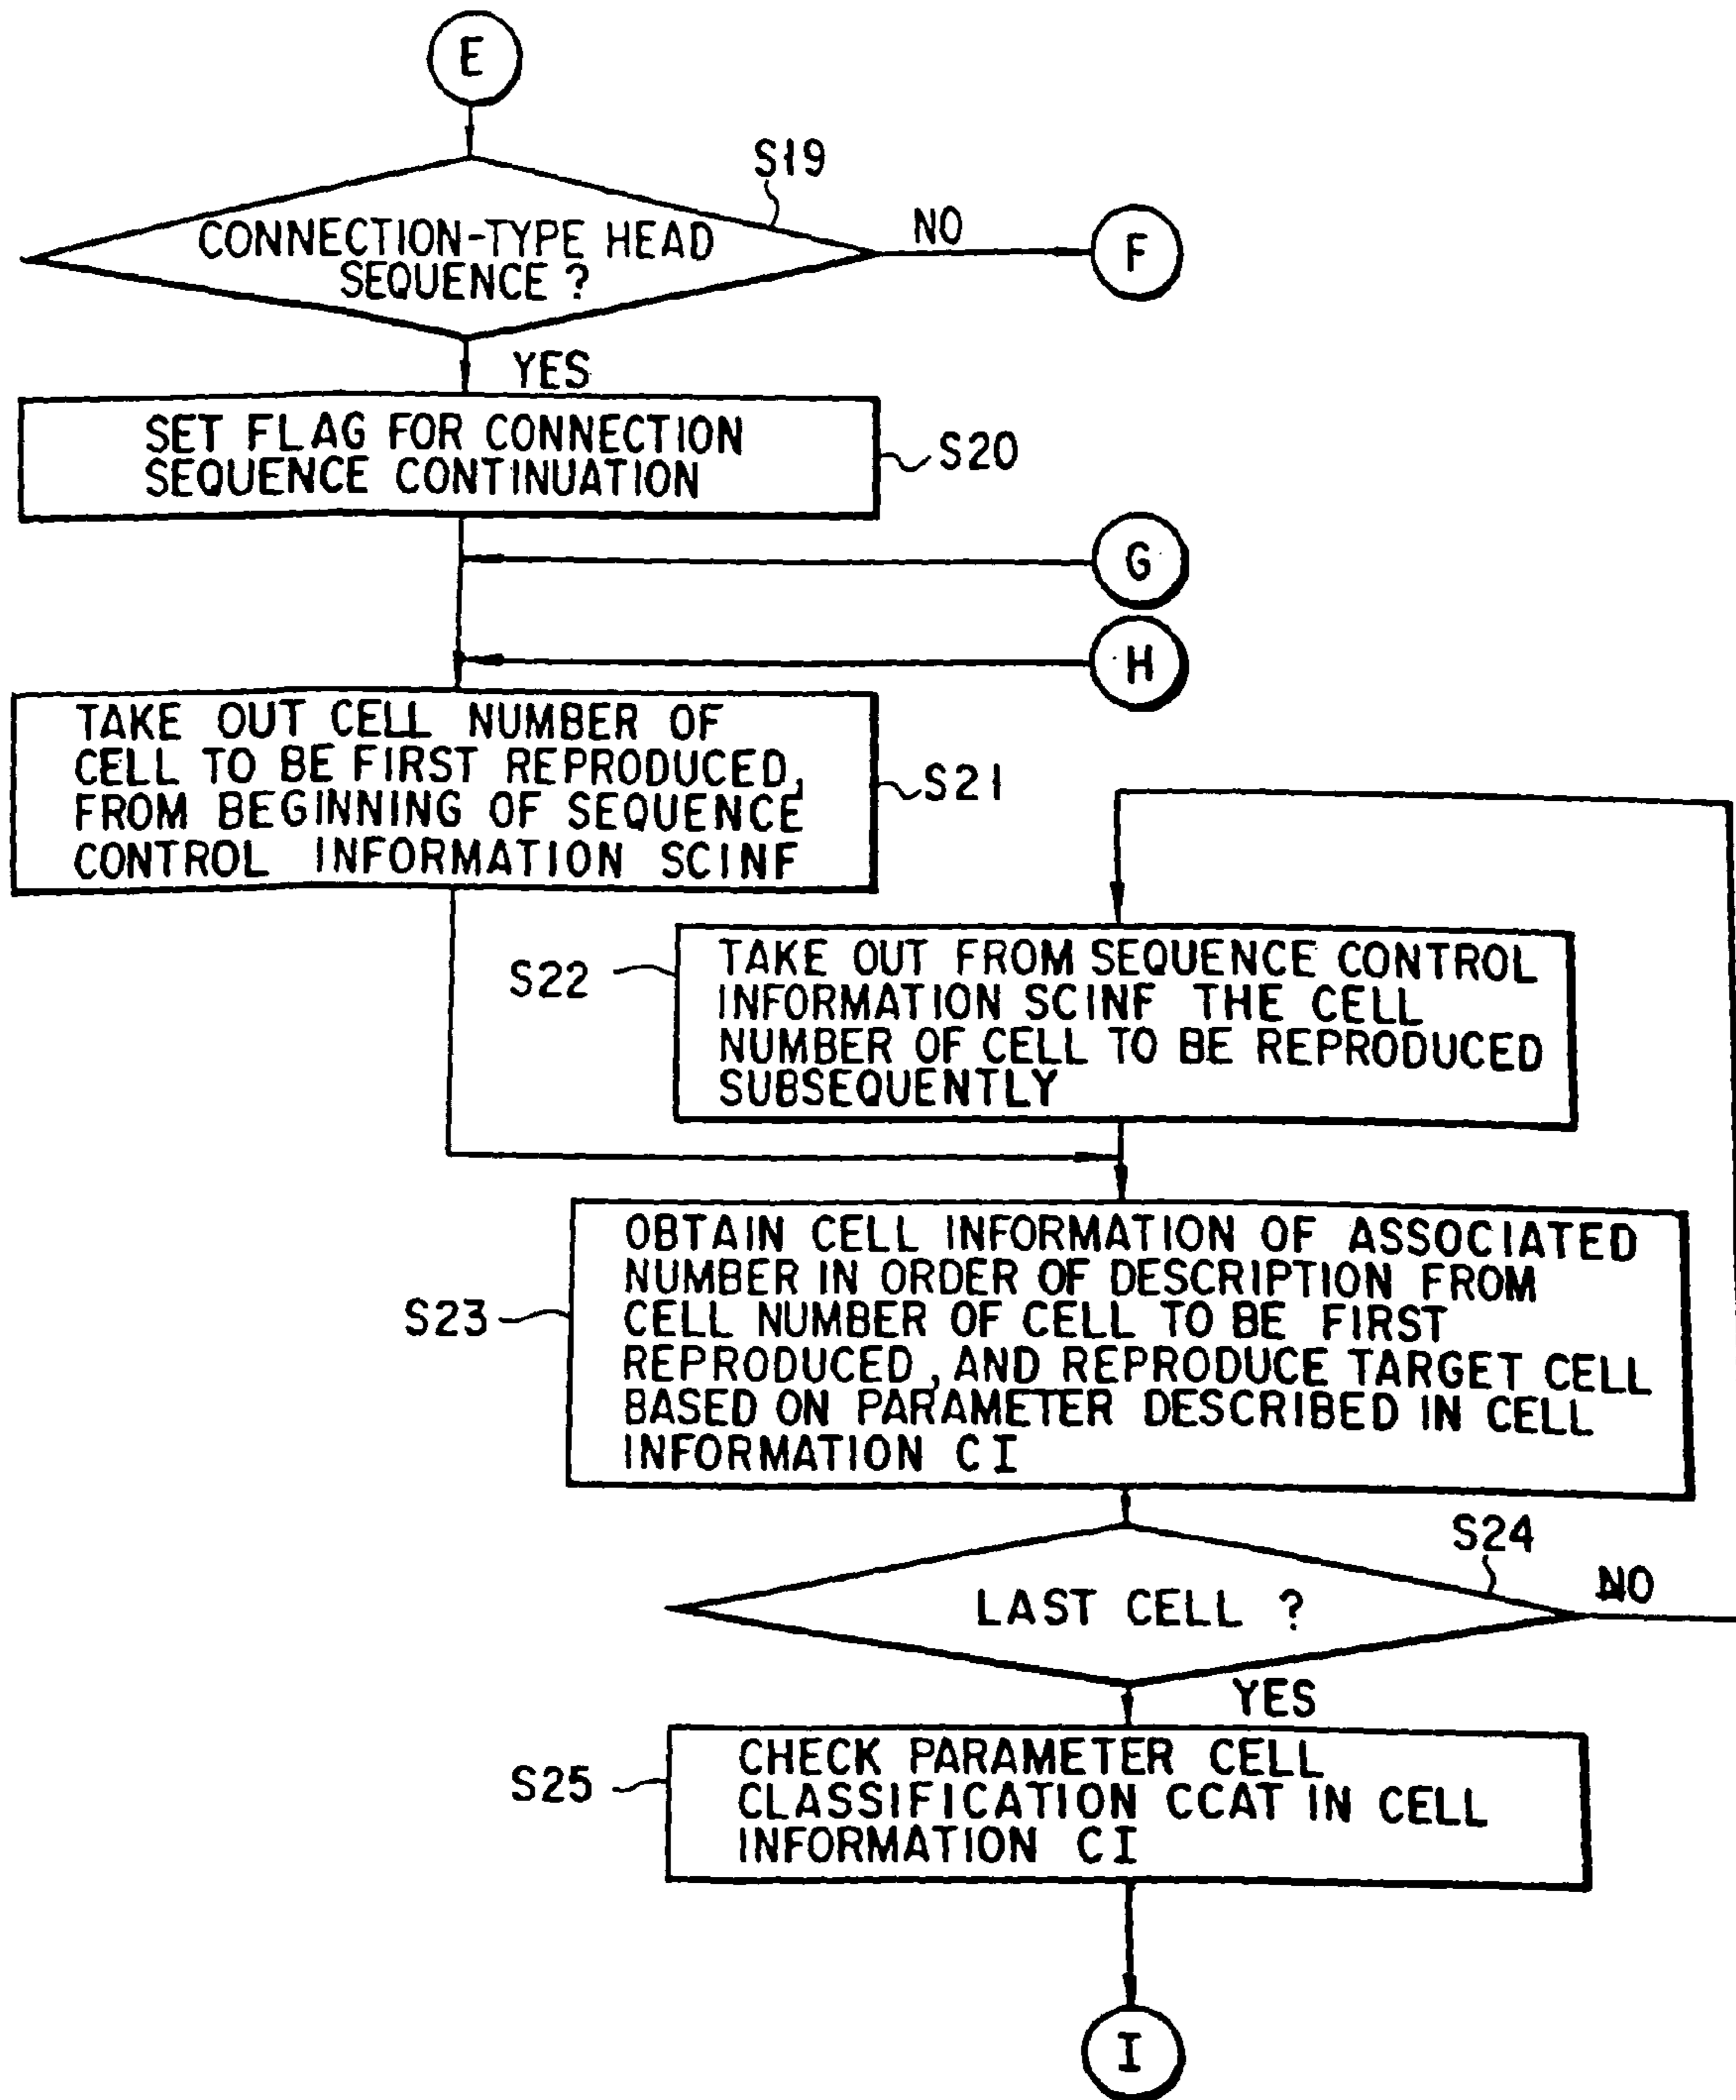 E
S19
CONNECTION-TYPE HEAD
SEQUENCE ?
NO
F
YES
SET FLAG FOR CONNECTION
SEQUENCE CONTINUATION
S20
G
H
TAKE OUT CELL NUMBER OF
CELL TO BE FIRST REPRODUCED,
FROM BEGINNING OF SEQUENCE
CONTROL INFORMATION SCINF
S21
S22
TAKE OUT FROM SEQUENCE CONTROL
INFORMATION SCINF THE CELL
NUMBER OF CELL TO BE REPRODUCED
SUBSEQUENTLY
S23
OBTAIN CELL INFORMATION OF ASSOCIATED
NUMBER IN ORDER OF DESCRIPTION FROM
CELL NUMBER OF CELL TO BE FIRST
REPRODUCED, AND REPRODUCE TARGET CELL
BASED ON PARAMETER DESCRIBED IN CELL
INFORMATION CI
S24
LAST CELL ?
NO
YES
S25
CHECK PARAMETER CELL
CLASSIFICATION CCAT IN CELL
INFORMATION CI
I